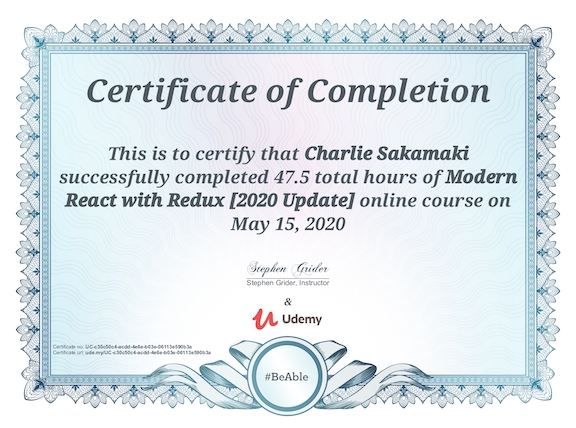 Certificate of Completion
This is to certify that Charlie Sakamaki
successfully completed 47.5 total hours of Modern
React with Redux [2020 Update] online course on
May 15, 2020
Stephen Grider
Stephen Grider, Instructor
&
Udemy
Certificate no: UC-c30c50c4-acdd-4e6e-b03e-06113e590b3a
Certificate url: ude.my/UC-c30c50c4-acdd-4e6e-b03e-06113e590b3a
#BeAble